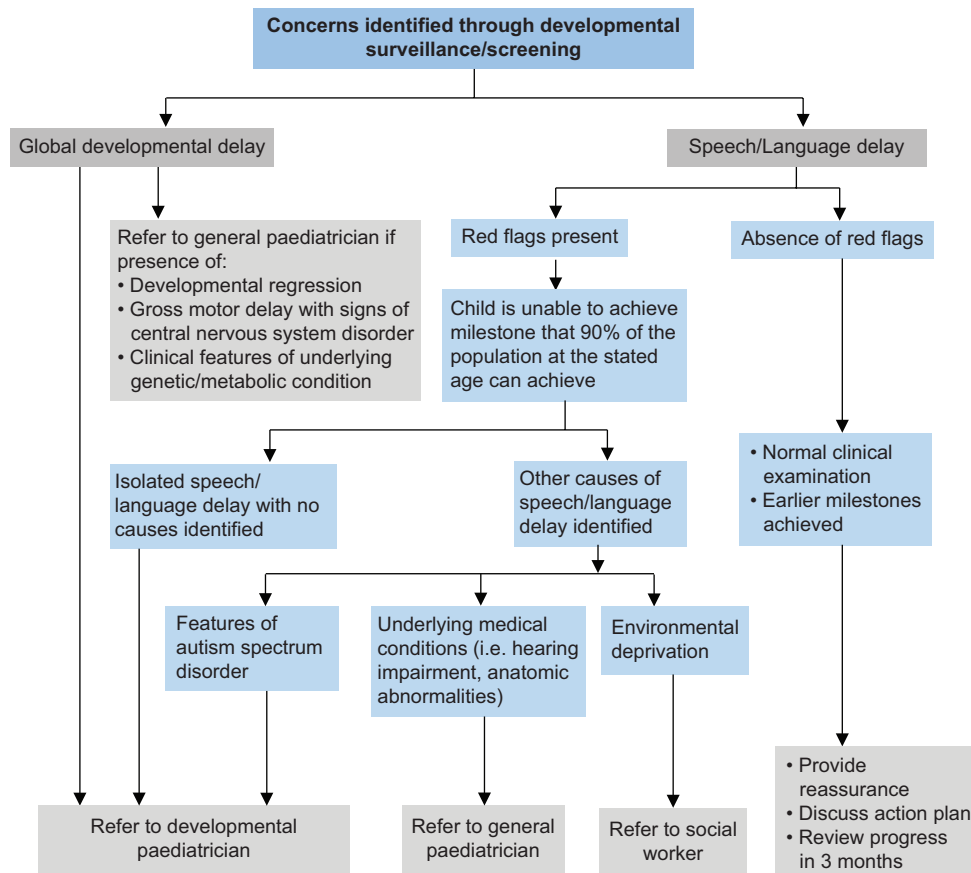 Concerns identified through developmental
surveillance/screening
Global developmental delay
Speech/Language delay
Refer to general paediatrician if
presence of:
• Developmental regression
• Gross motor delay with signs of
central nervous system disorder
• Clinical features of underlying
genetic/metabolic condition
Red flags present
Absence of red flags
Child is unable to achieve
milestone that 90% of the
population at the stated
age can achieve
Isolated speech/
language delay with no
causes identified
Other causes of
speech/language
delay identified
• Normal clinical
examination
• Earlier milestones
achieved
Features of
autism spectrum
disorder
Underlying medical
conditions (i.e. hearing
impairment, anatomic
abnormalities)
Environmental
deprivation
Refer to developmental
paediatrician
Refer to general
paediatrician
Refer to social
worker
• Provide
reassurance
• Discuss action plan
• Review progress
in 3 months